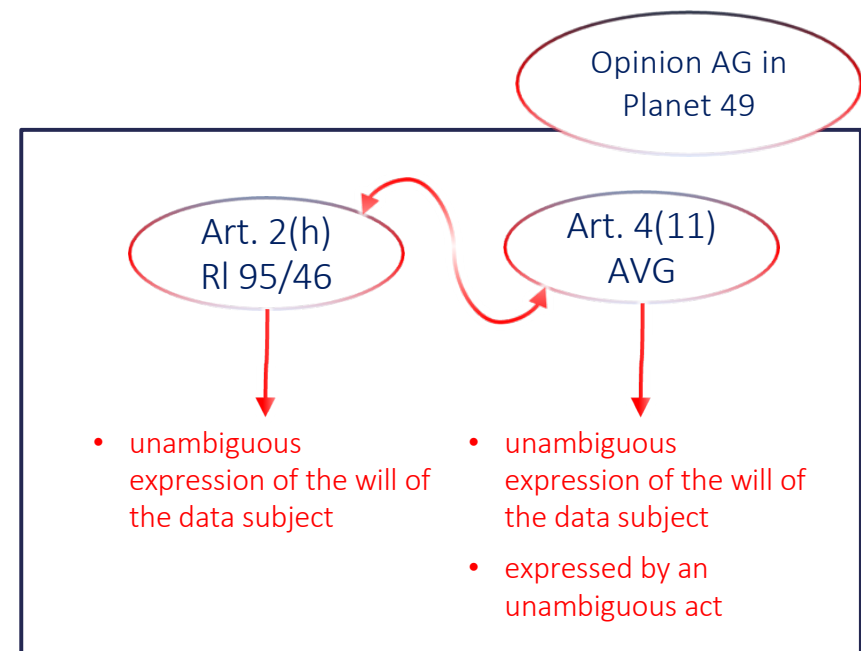 Opinion AG in
Planet 49
Art. 2(h)
Rl 95/46
Art. 4(11)
AVG
• unambiguous
expression of the will of
the data subject
• unambiguous
expression of the will of
the data subject
• expressed by an
unambiguous act